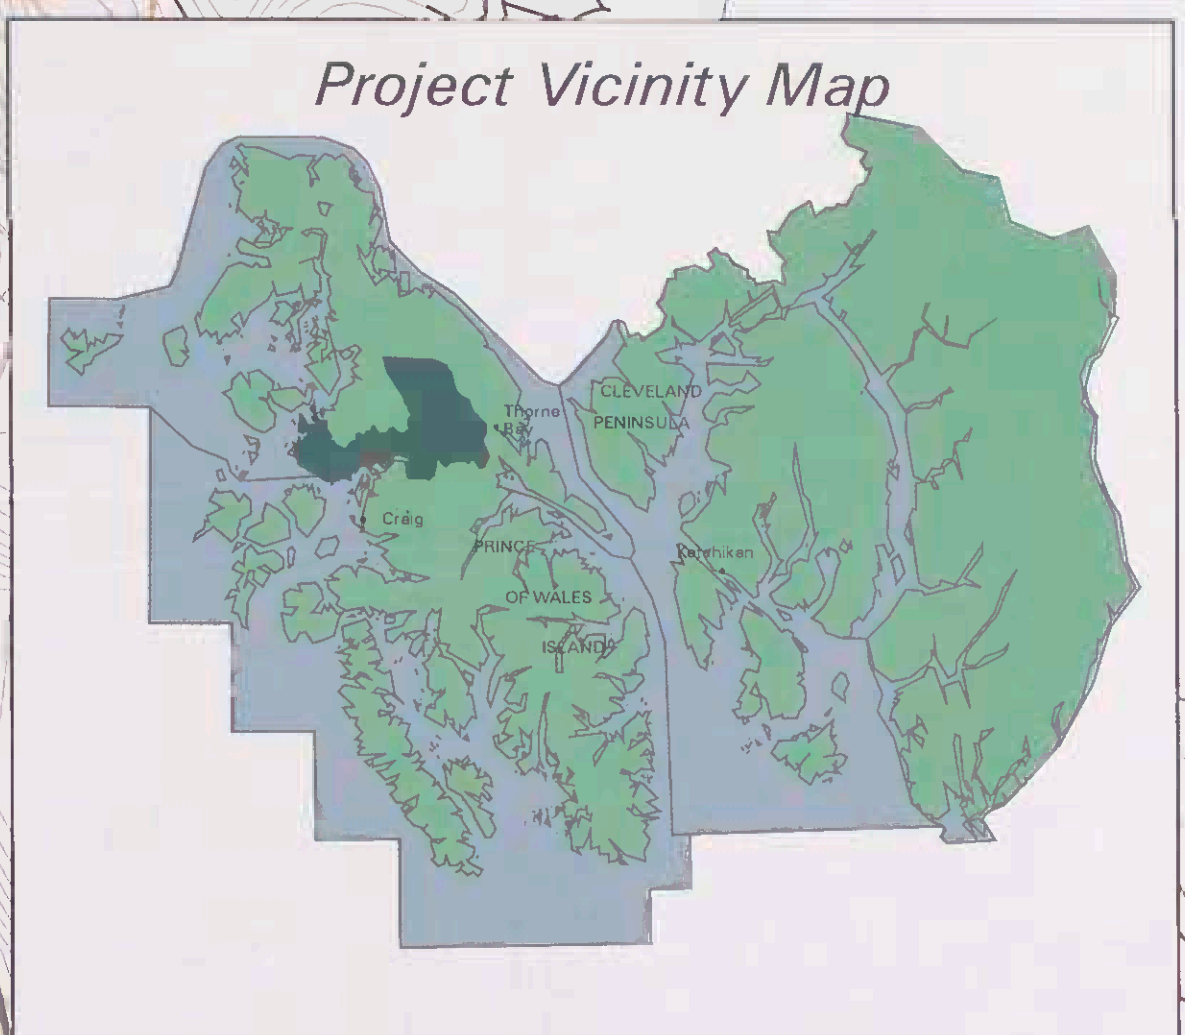 Project Vicinity Map
CLEVELAND
PENINSULA
Thorne
Bay
Craig
PRINCE
Ketchikan
OF WALES
ISLAND